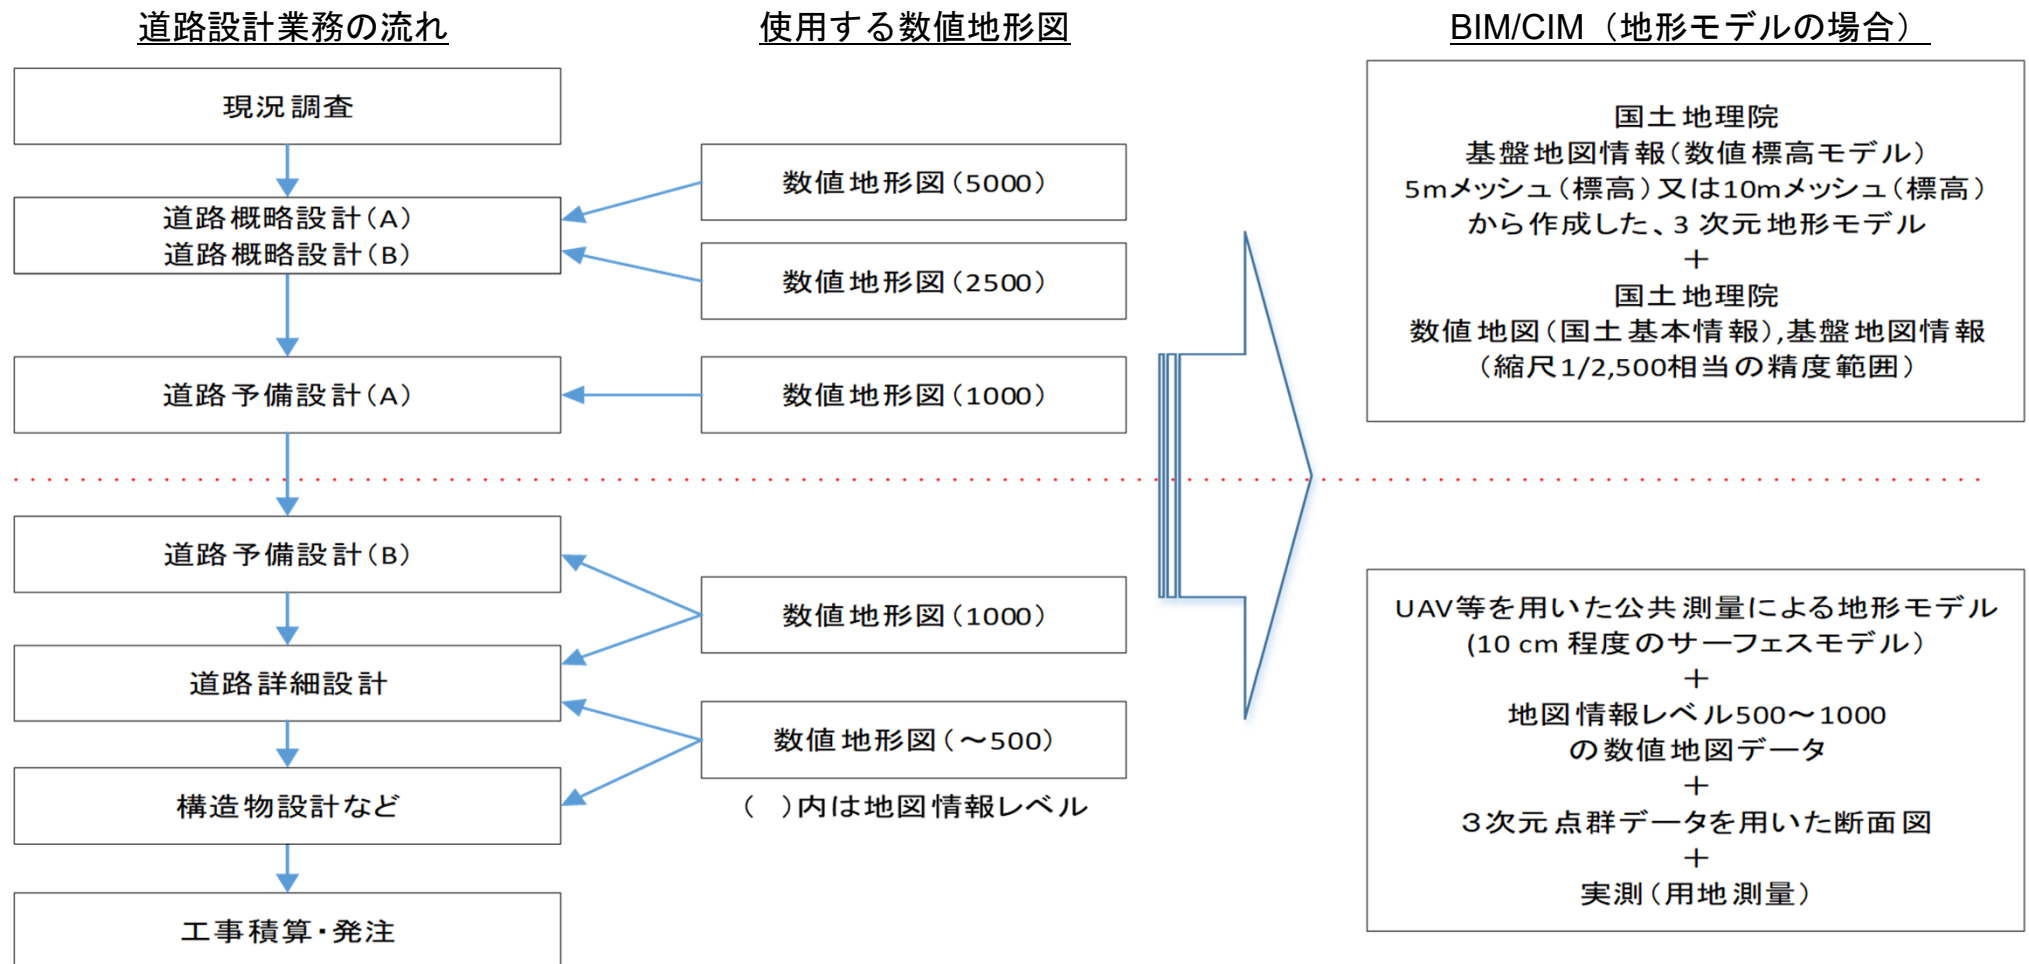 道路設計業務の流れ
使用する数値地形図
BIM/CIM（地形モデルの場合）
現況調査
道路概略設計(A)
道路概略設計(B)
道路予備設計(A)
道路予備設計(B)
道路詳細設計
構造物設計など
工事積算・発注
数値地形図(5000)
数値地形図(2500)
数値地形図(1000)
数値地形図(1000)
数値地形図(～500)
(　)内は地図情報レベル
国土地理院
基盤地図情報(数値標高モデル)
5mメッシュ(標高)又は10mメッシュ(標高)
から作成した、3次元地形モデル
+
国土地理院
数値地図(国土基本情報),基盤地図情報
(縮尺1/2,500相当の精度範囲)
UAV等を用いた公共測量による地形モデル
(10 cm 程度のサーフェスモデル)
+
地図情報レベル500～1000
の数値地図データ
+
3次元点群データを用いた断面図
+
実測(用地測量)